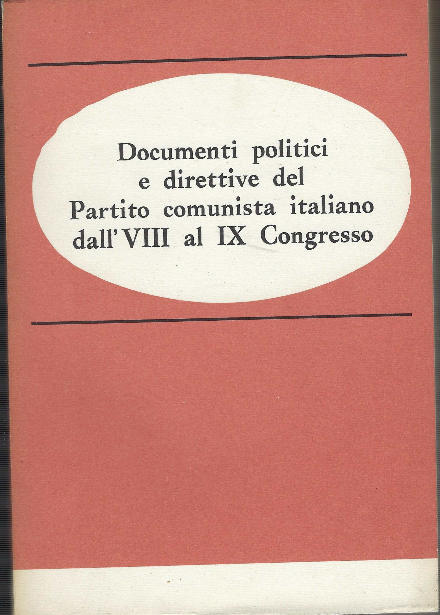 Documenti politici
e direttive del
Partito comunista italiano
dall'VIII al IX Congresso